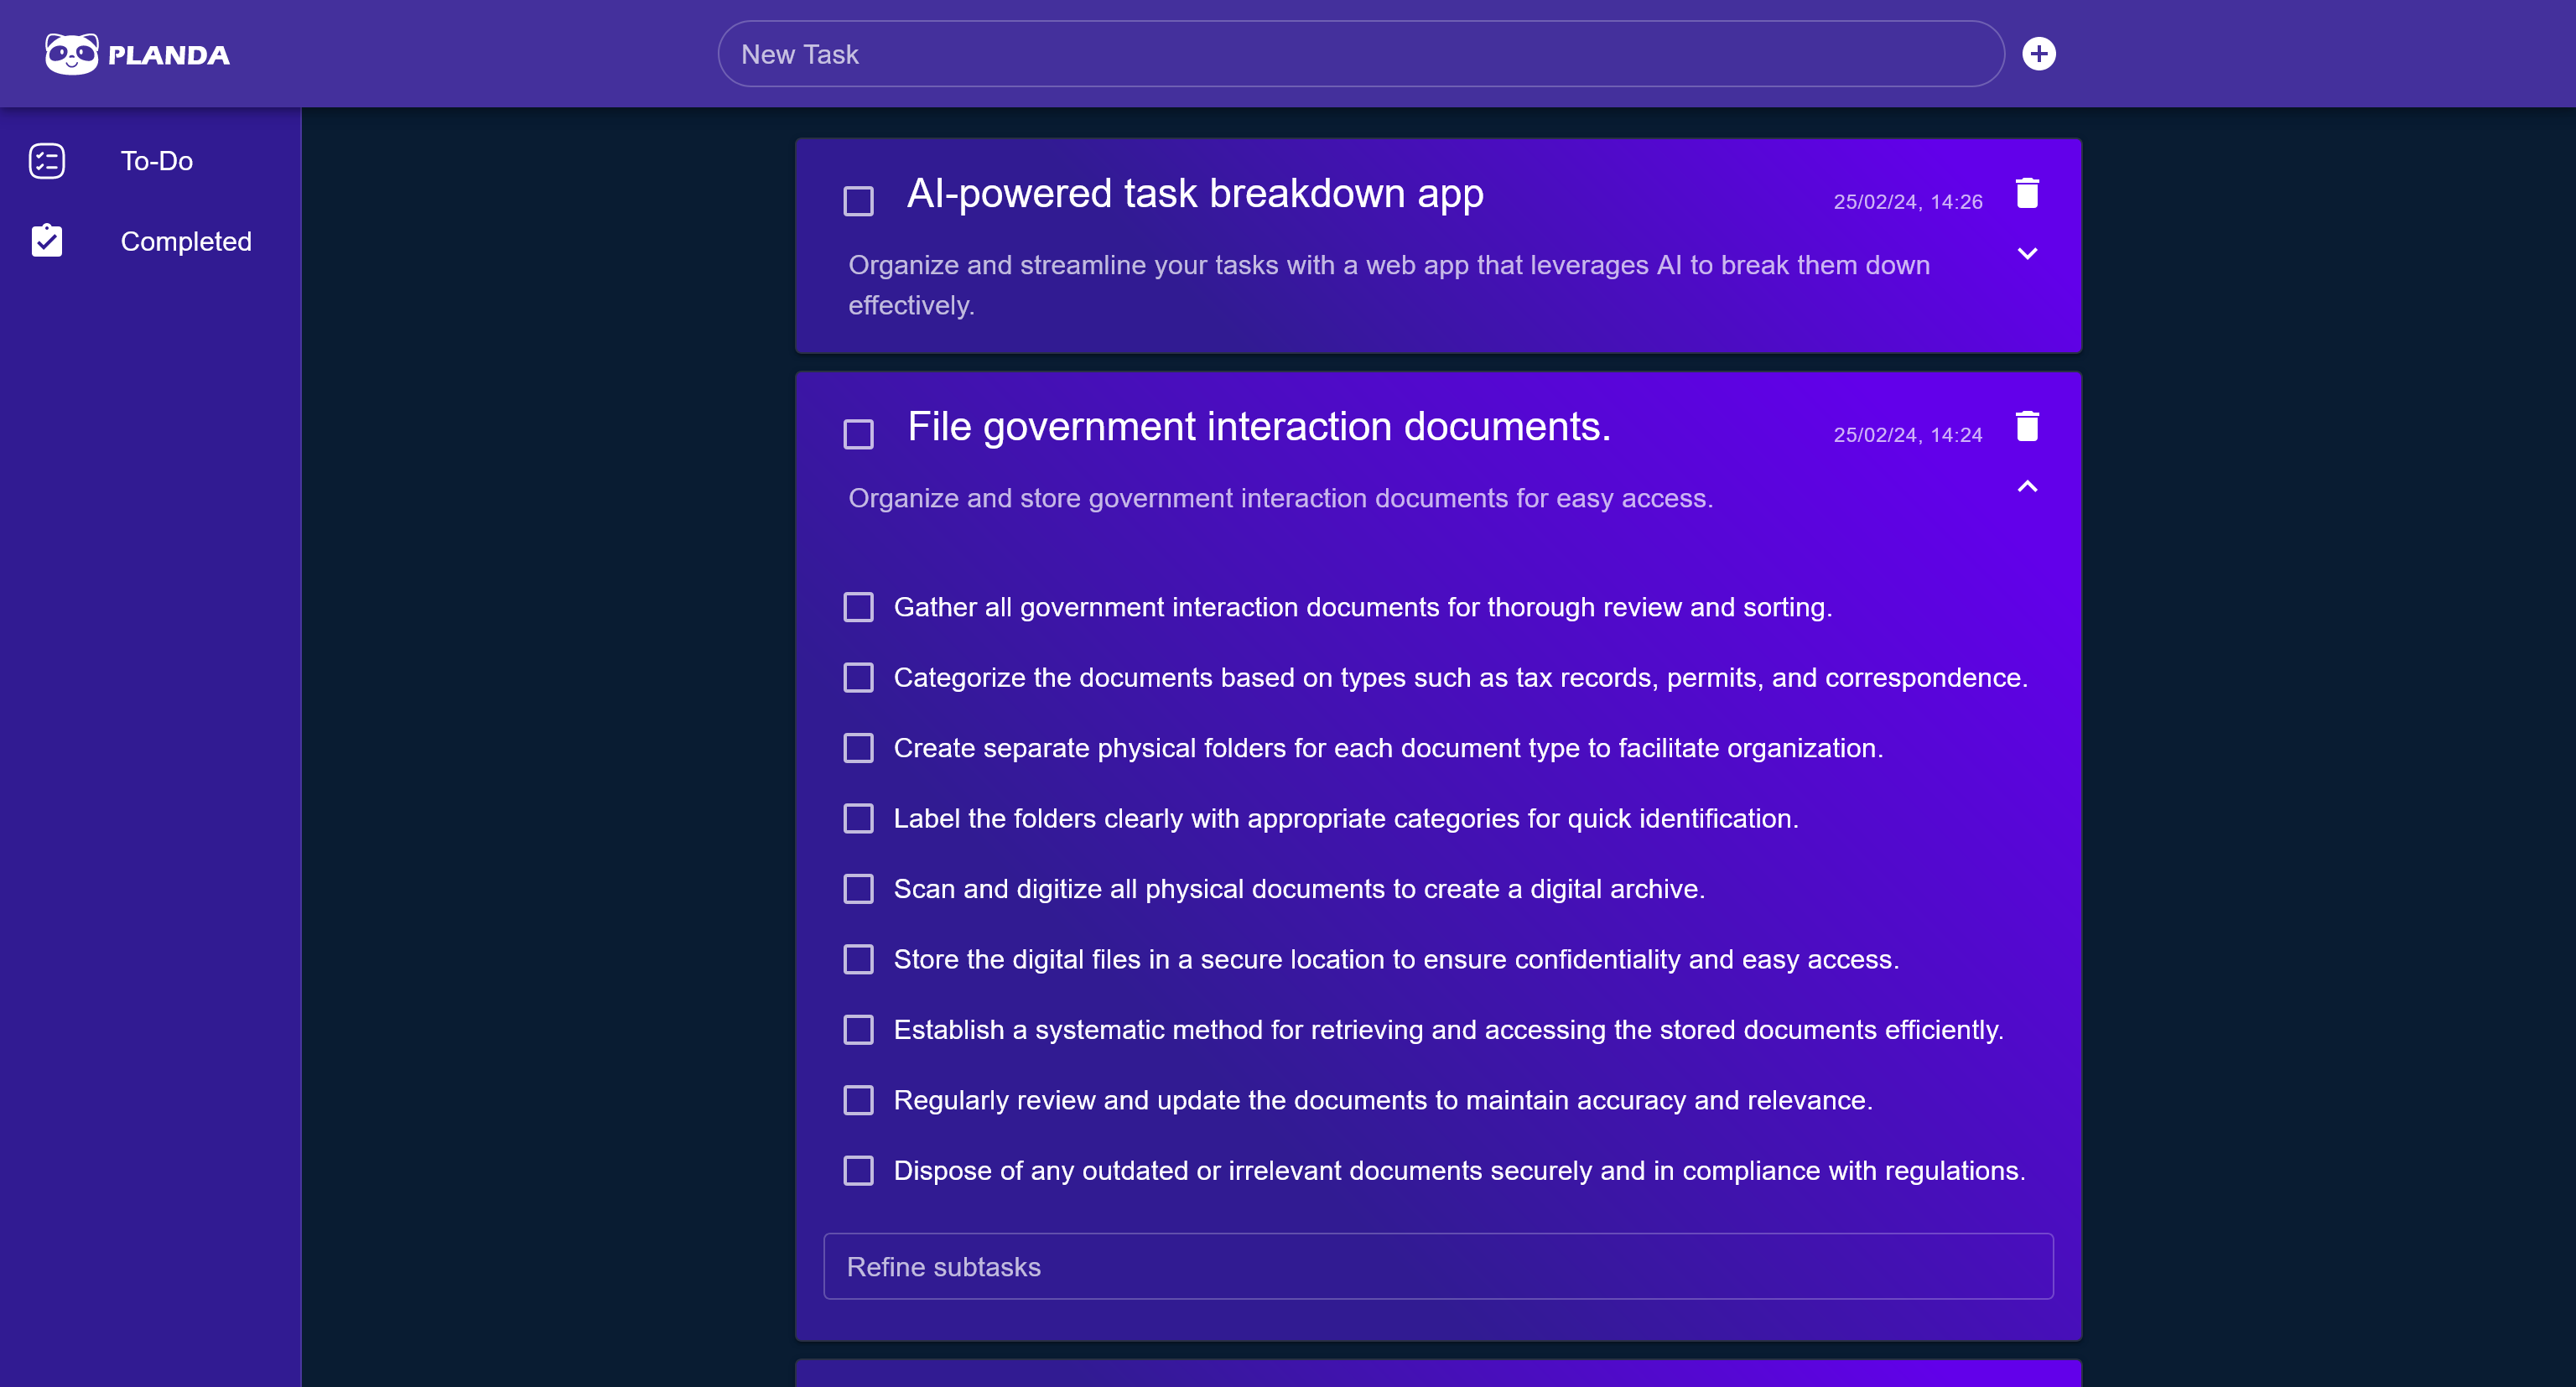 PLANDA
New Task
To-Do
Completed
AI-powered task breakdown app
25/02/24, 14:26
Organize and streamline your tasks with a web app that leverages AI to break them down
effectively.
File government interaction documents.
25/02/24, 14:24
Organize and store government interaction documents for easy access.
Gather all government interaction documents for thorough review and sorting.
Categorize the documents based on types such as tax records, permits, and correspondence.
Create separate physical folders for each document type to facilitate organization.
Label the folders clearly with appropriate categories for quick identification.
Scan and digitize all physical documents to create a digital archive.
Store the digital files in a secure location to ensure confidentiality and easy access.
Establish a systematic method for retrieving and accessing the stored documents efficiently.
Regularly review and update the documents to maintain accuracy and relevance.
Dispose of any outdated or irrelevant documents securely and in compliance with regulations.
Refine subtasks